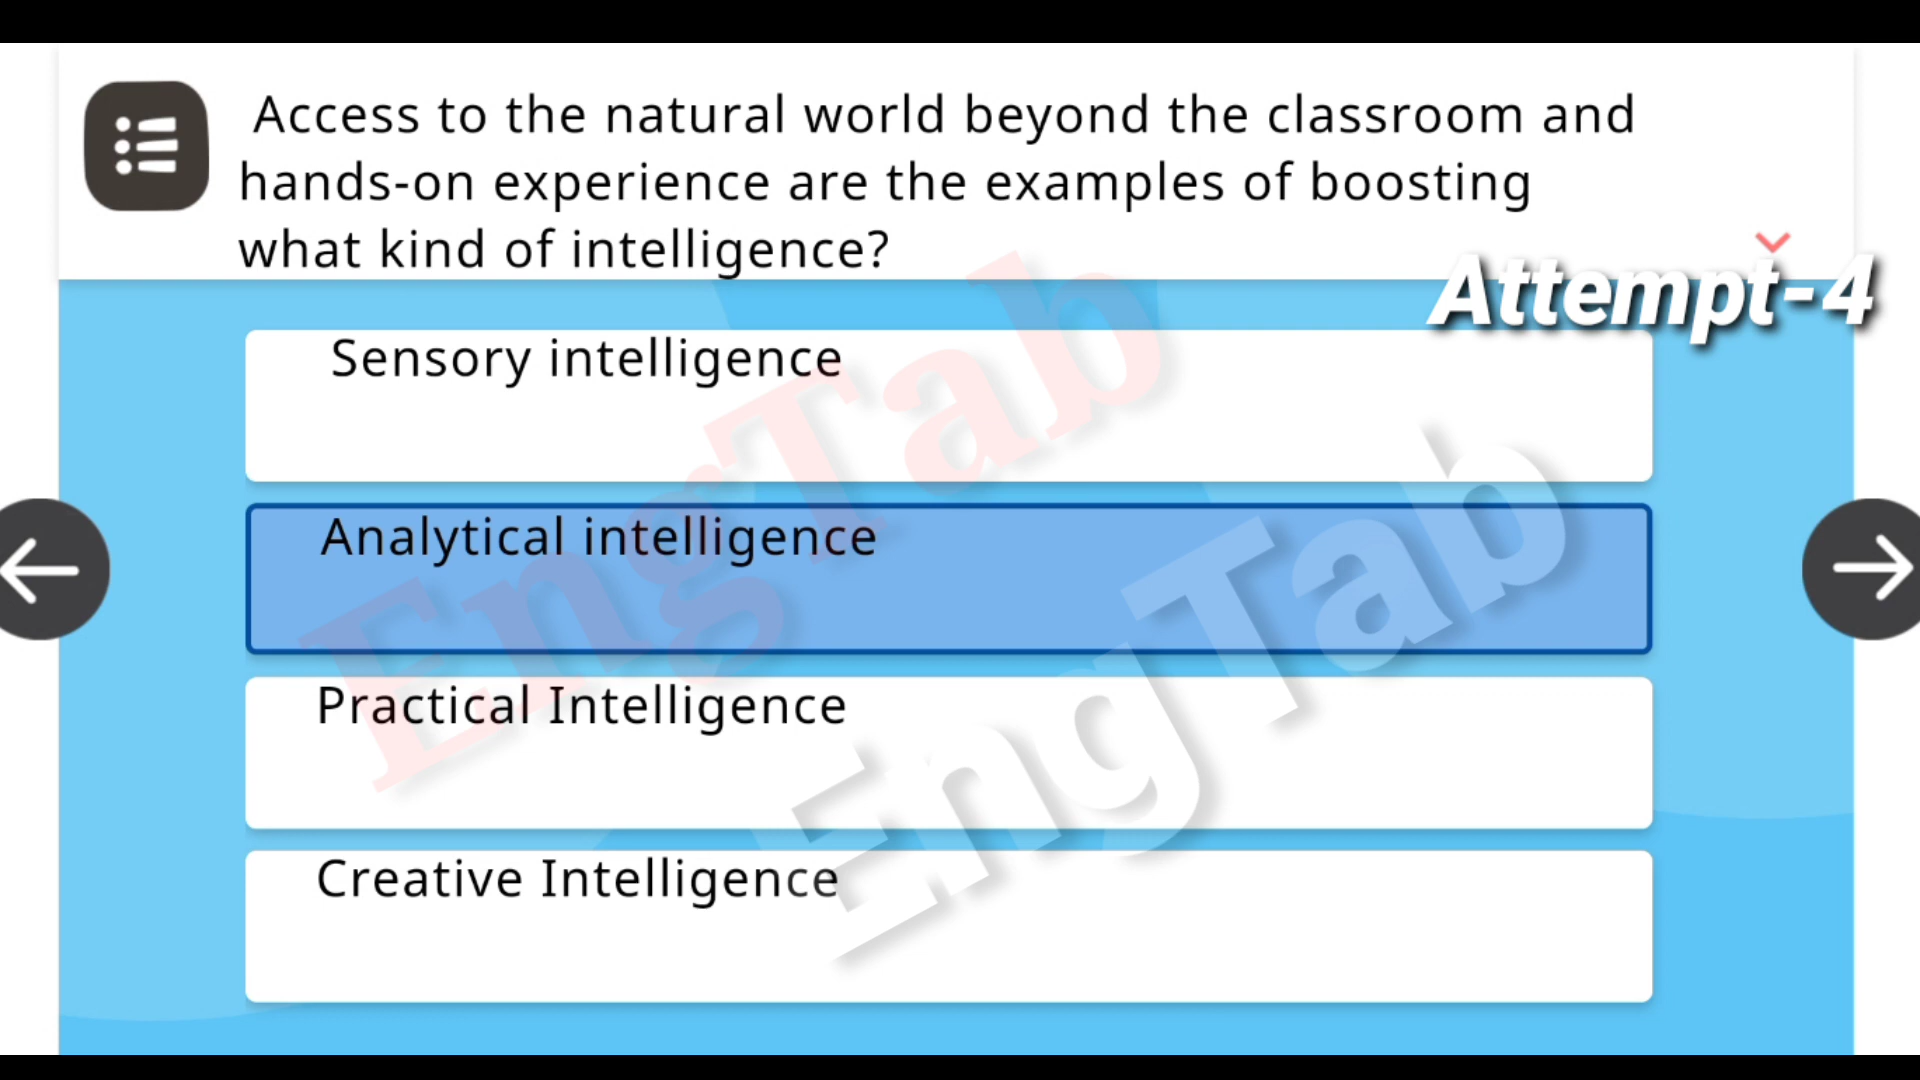 Access to the natural world beyond the classroom and
hands-on experience are the examples of boosting
what kind of intelligence?
Attempt-4
Sensory intelligence
Analytical intelligence
Practical Intelligence
Creative Intelligence
EngTab
EngTab